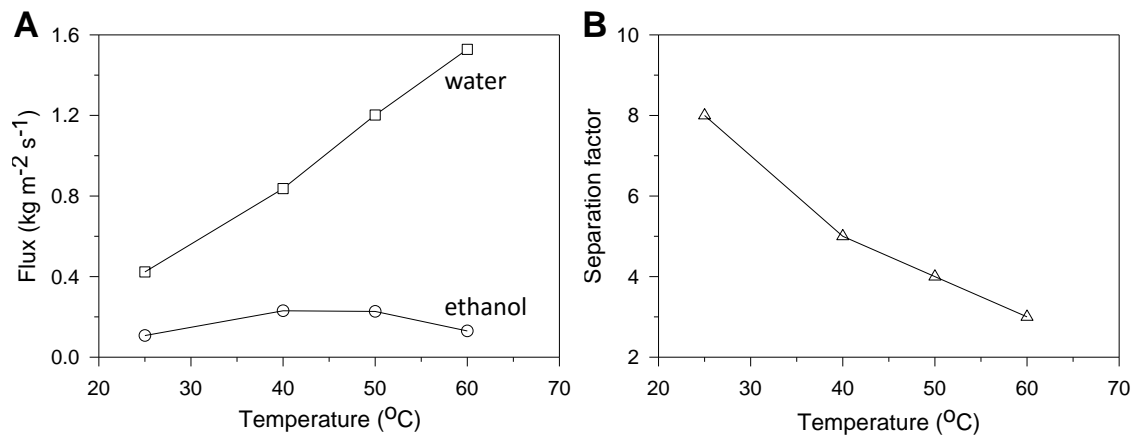 A
Flux (kg m⁻² s⁻¹)
1.6
1.2
0.8
0.4
0.0
water
ethanol
20 30 40 50 60 70
Temperature (ºC)
B
Separation factor
10
8
6
4
2
20 30 40 50 60 70
Temperature (ºC)